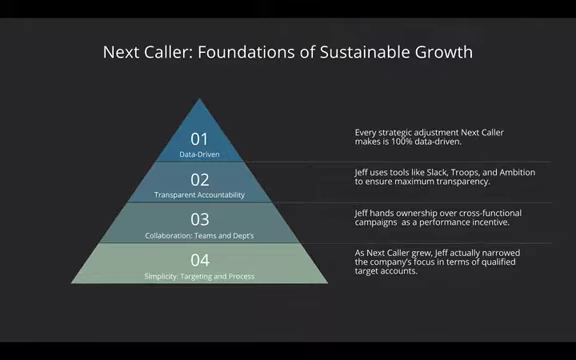 Next Caller: Foundations of Sustainable Growth
01
Data-Driven
Every strategic adjustment Next Caller
makes is 100% data-driven.
02
Transparent Accountability
Jeff uses tools like Slack, Troops, and Ambition
to ensure maximum transparency.
03
Collaboration: Teams and Dept's
Jeff hands ownership over cross-functional
campaigns as a performance incentive.
04
Simplicity: Targeting and Process
As Next Caller grew, Jeff actually narrowed
the company's focus in terms of qualified
target accounts.